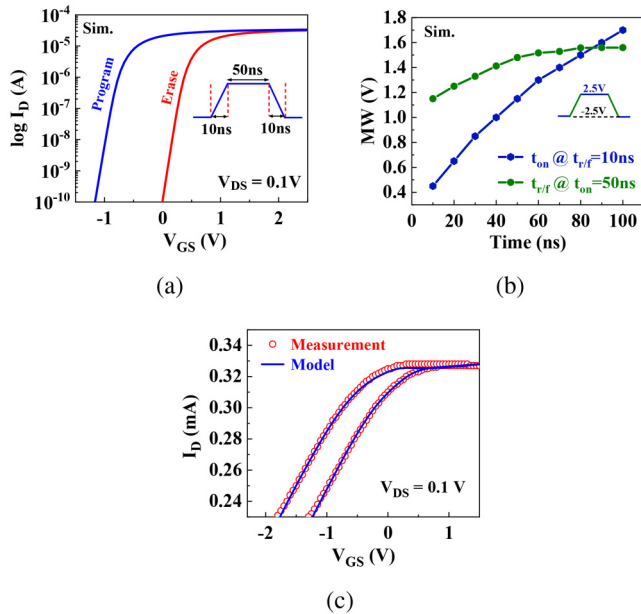 Sim.
10^-4
10^-5
10^-6
10^-7
10^-8
10^-9
10^-10
log I_D (A)
Program
Erase
50ns
10ns 10ns
V_DS = 0.1V
-1 0 1 2
V_GS (V)
(a)
Sim.
1.8
1.6
1.4
1.2
1.0
0.8
0.6
0.4
MW (V)
2.5V
-2.5V
t_on @ t_r/f=10ns
t_r/f @ t_on=50ns
0 20 40 60 80 100
Time (ns)
(b)
Measurement
Model
0.34
0.32
0.30
0.28
0.26
0.24
I_D (mA)
V_DS = 0.1 V
-2 -1 0 1
V_GS (V)
(c)